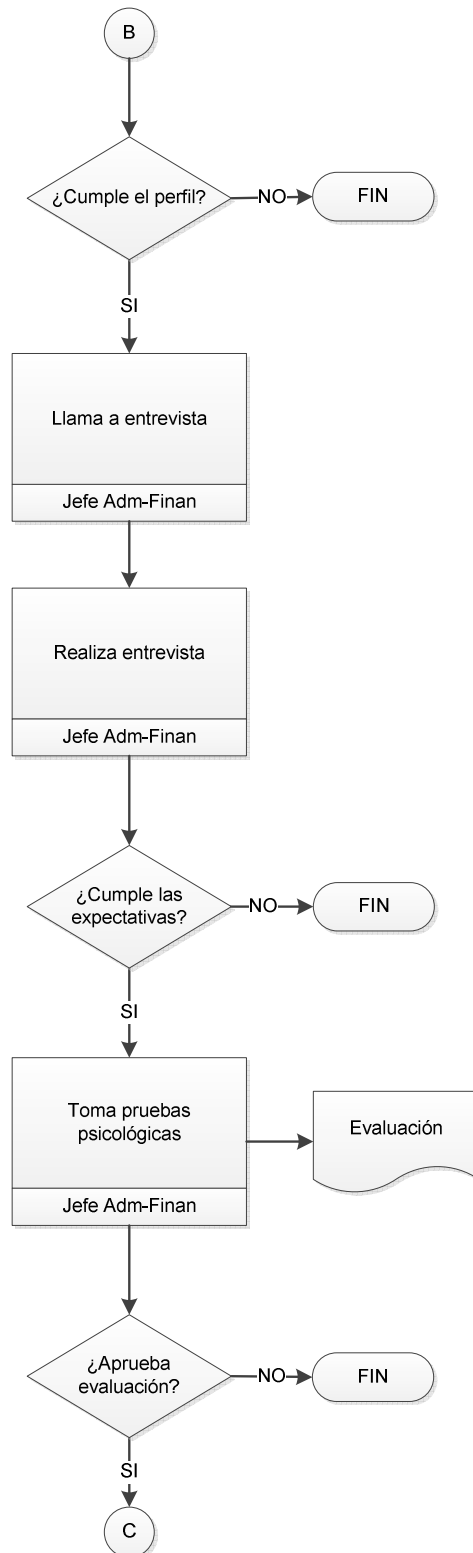 B
¿Cumple el perfil?
NO
FIN
SI
Llama a entrevista
Jefe Adm-Finan
Realiza entrevista
Jefe Adm-Finan
¿Cumple las
expectativas?
NO
FIN
SI
Toma pruebas
psicológicas
Jefe Adm-Finan
Evaluación
¿Aprueba
evaluación?
NO
FIN
SI
C